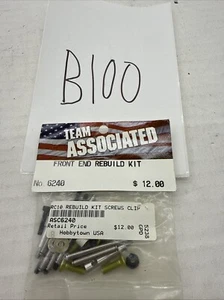 B100
TEAM
ASSOCIATED
FRONT END REBUILD KIT
No. 6240 $ 12.00
RC10 REBUILD KIT SCREWS CLIP
ASC6240
Retail Price $12.00
Hobbytown USA